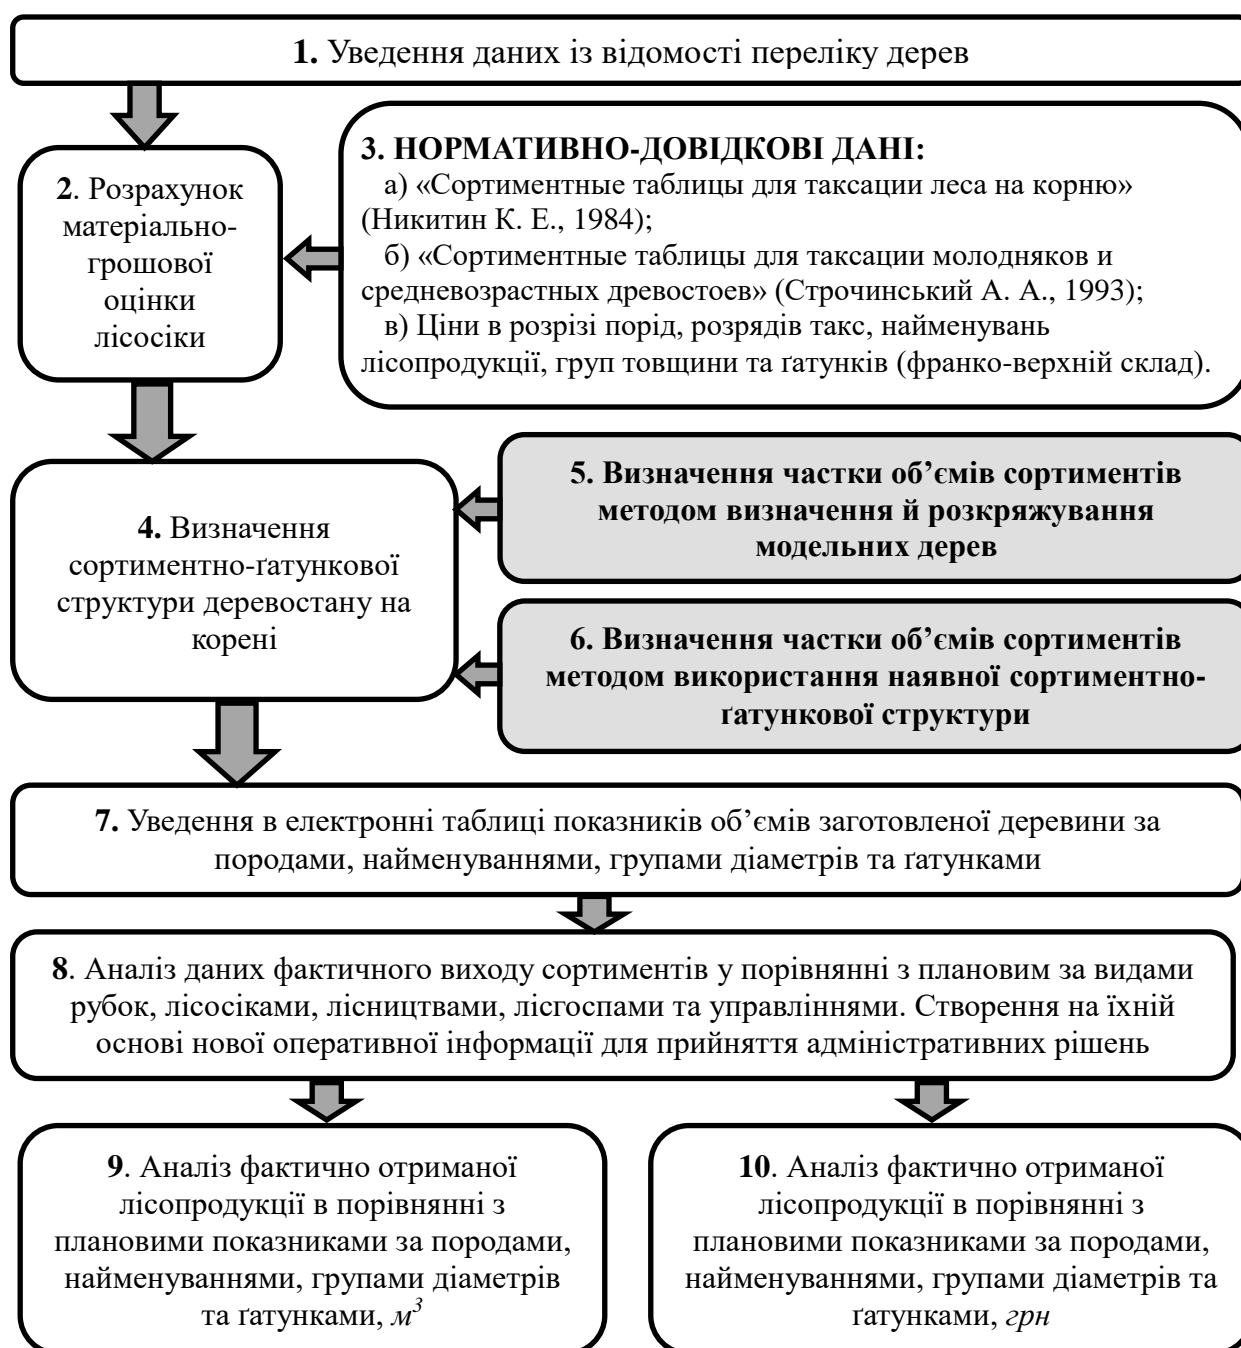 1. Уведення даних із відомості переліку дерев
2. Розрахунок
матеріально-
грошової
оцінки
лісосіки
3. НОРМАТИВНО-ДОВІДКОВІ ДАНІ:
а) «Сортиментные таблицы для таксации леса на корню»
(Никитин К. Е., 1984);
б) «Сортиментные таблицы для таксации молодняков и
средневозрастных древостоев» (Строчинський А. А., 1993);
в) Ціни в розрізі порід, розрядів такс, найменувань
лісопродукції, груп товщини та ґатунків (франко-верхній склад).
4. Визначення
сортиментно-ґатункової
структури деревостану на
корені
5. Визначення частки об’ємів сортиментів
методом визначення й розкряжування
модельних дерев
6. Визначення частки об’ємів сортиментів
методом використання наявної сортиментно-
ґатункової структури
7. Уведення в електронні таблиці показників об’ємів заготовленої деревини за
породами, найменуваннями, групами діаметрів та ґатунками
8. Аналіз даних фактичного виходу сортиментів у порівнянні з плановим за видами
рубок, лісосіками, лісництвами, лісгоспами та управліннями. Створення на їхній
основі нової оперативної інформації для прийняття адміністративних рішень
9. Аналіз фактично отриманої
лісопродукції в порівнянні з
плановими показниками за породами,
найменуваннями, групами діаметрів
та ґатунками, м³
10. Аналіз фактично отриманої
лісопродукції в порівнянні з
плановими показниками за породами,
найменуваннями, групами діаметрів та
ґатунками, грн